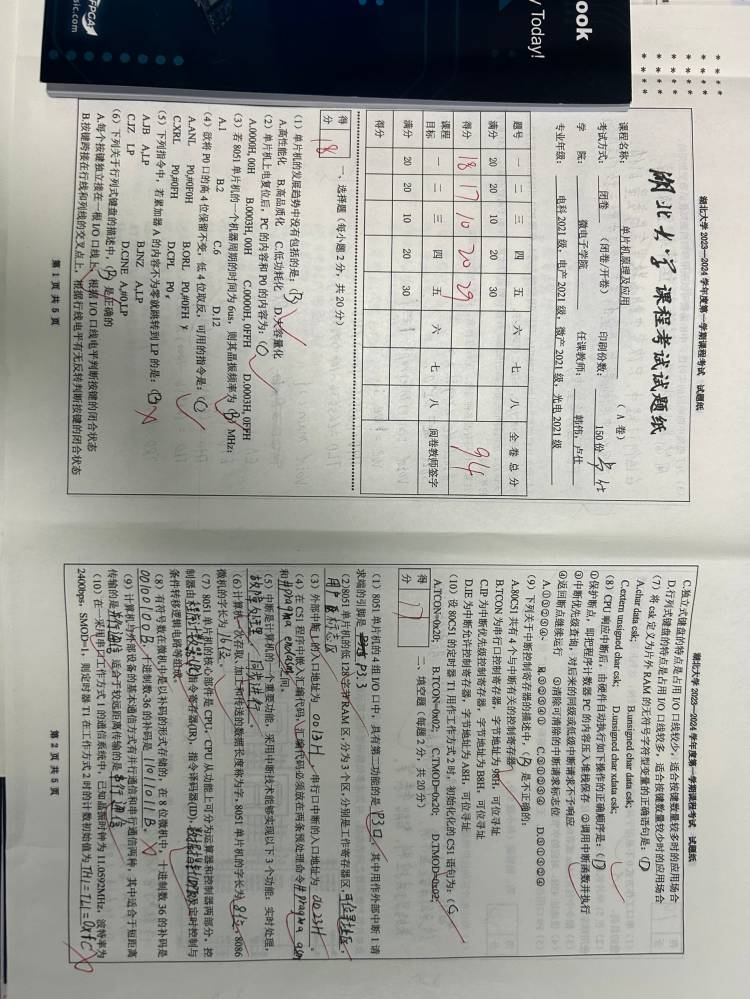 ook
y Today!
FPGA
sic.com
湖北大学 2023—2024 学年度第一学期课程考试 试题纸
湖北大学 课程考试试题纸
课程名称： 单片机原理及应用 （ A 卷）
考试方式： 闭卷 （闭卷/开卷） 印刷份数： 150 份
学 院： 微电子学院 任课教师： 韩伟，卢仕
专业年级： 电科 2021 级，电产 2021 级，微产 2021 级，光电 2021 级
题号 一 二 三 四 五 六 七 八 全 卷 总 分
满分 20 20 10 20 30
得分 18 17 10 20 29 94
课程目标 一 二 三 四 五 六 七 八 阅卷教师签字
满分 20 20 10 20 30
得分
得分 18 一、选择题（每小题 2 分，共 20 分）
(1) 单片机的发展趋势中没有包括的是：( B )
A.高性能化 B.高品质化 C.低功耗化 D.大容量化
(2) 单片机上电复位后，PC 的内容和 P0 的内容为：( C )
A.0000H, 00H B.0003H, 00H C.0000H, 0FFH D.0003H, 0FFH
(3) 若 8051 单片机的一个机器周期的时间为 6us，则其晶振频率为 ( B ) MHz：
A.1 B.2 C.6 D.12
(4) 欲将 P0 口的高 4 位保留不变，低 4 位取反，可用的指令是：( C )
A.ANL P0,#0F0H B.ORL P0,#0FH
C.XRL P0,#0FH D.CPL P0
(5) 下列指令中，若累加器 A 的内容不为零就跳转到 LP 的是：( B )
A.JB A,LP B.JNZ A,LP
C.JZ LP D.CJNE A,#0,LP
(6) 下列关于行列式键盘的描述中，( B ) 是正确的
A.每个按键独立接在一根 I/O 口线上，根据 I/O 口线电平判断按键的闭合状态
B.按键跨接在行线和列线的交叉点上，根据行线电平有无反转判断按键的闭合状态
第 1 页 共 5 页
湖北大学 2023—2024 学年度第一学期课程考试 试题纸
C.独立式键盘的特点是占用 I/O 口线较少，适合按键数量较多时的应用场合
D.行列式键盘的特点是占用 I/O 口线较多，适合按键数量较少时的应用场合
(7) 将 csk 定义为片外 RAM 的无符号字符型变量的正确语句是：( D )
A.char data csk; B.unsigned char data csk;
C.extern unsigned char csk; D.unsigned char xdata csk;
(8) CPU 响应中断后，由硬件自动执行如下操作的正确顺序是：( D )
①保护断点，即把程序计数器 PC 的内容压入堆栈保存 ②调用中断函数并执行
③中断优先级查询，对后来的同级或低级中断请求不予响应
④返回断点继续运行 ⑤清除可清除的中断请求标志位
(9) 下列关于中断控制寄存器的描述中，( B ) 是不正确的：
A.80C51 共有 4 个与中断有关的控制寄存器
B.TCON 为串行口控制寄存器，字节地址为 98H，可位寻址
C.IP 为中断优先级控制寄存器，字节地址为 B8H，可位寻址
D.IE 为中断允许控制寄存器，字节地址为 A8H，可位寻址
(10) 设 80C51 的定时器 T1 用作工作方式 2 时，初始化化的 C51 语句为：( C
A.TCON=0x20; B.TCON=0x02; C.TMOD=0x20; D.TMOD=0x02;
得分 17 二、填空题（每题 2 分，共 20 分）
(1) 8051 单片机的 4 组 I/O 口中，具有第二功能的是 P3口，其中用作外部中断 1 请
求端的引脚是 P3.3
(2)8051 单片机的低 128 字节 RAM 区，分为 3 个区，分别是工作寄存器区，可位寻址区，
用户标志区
(3) 外部中断 1 的入口地址为 0013H，串行口中断的入口地址为 0023H。
(4) 在 C51 程序中嵌入汇编代码，汇编代码必须放在两条预处理命令#pragma asm
和#pragma endasm 间。
(5) 中断是计算机的一个重要功能，采用中断技术能够实现以下 3 个功能：实时处理，
故障处理，同步进行。
(6) 计算机一次存取、加工和传送的数据长度称为字，8051 单片机的字长为 8位，8086
微机的字长为 16位。
(7) 8051 单片机的核心部件是 CPU，CPU 从功能上可分为运算器和控制器两部分。控
制器由程序计数器(PC)指令寄存器(IR)、指令译码器(ID)、数据指针(DPTR)及定时控制与
条件转移逻辑电路等组成。
(8) 有符号数在微机中是以补码的形式存储的，在 8 位微机中，十进制数 36 的补码是
00100100B，十进制数-36 的补码是 11011011B。
(9) 计算机与外部设备的基本通信方式有并行通信和串行通信两种，其中适合于短距离
传输的是并行通信 适合于较远距离传输的是 串行通信
(10) 在一采用串口工作方式 1 的通信系统中，已知晶振时钟为 11.0592MHz，波特率为
2400bps，SMOD=1，则定时器 T1 在工作方式 2 时的计数初始值为 TH1=TL1=0xfC
第 2 页 共 5 页